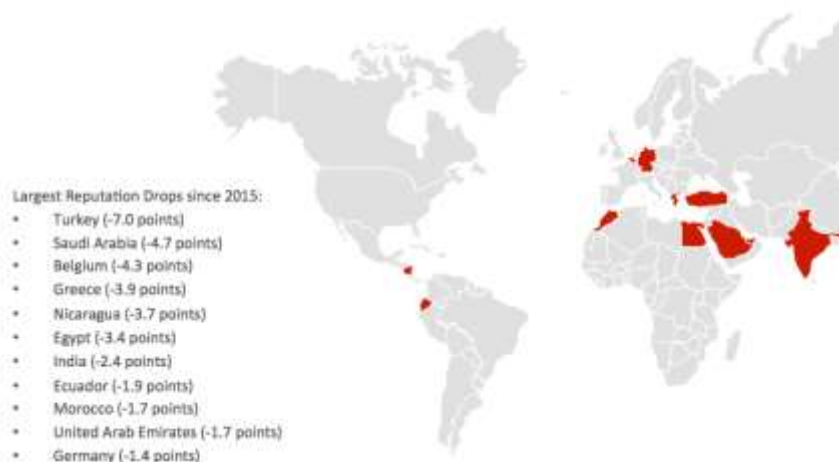 Largest Reputation Drops since 2015:
• Turkey (-7.0 points)
• Saudi Arabia (-4.7 points)
• Belgium (-4.3 points)
• Greece (-3.9 points)
• Nicaragua (-3.7 points)
• Egypt (-3.4 points)
• India (-2.4 points)
• Ecuador (-1.9 points)
• Morocco (-1.7 points)
• United Arab Emirates (-1.7 points)
• Germany (-1.4 points)